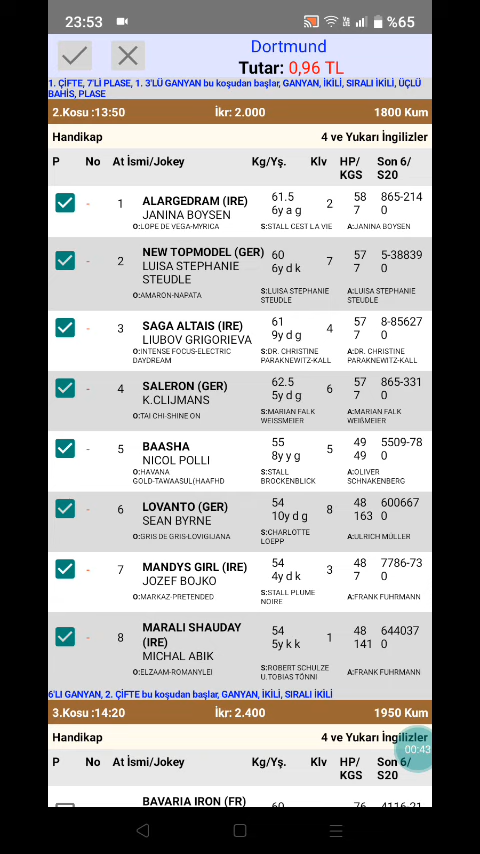 23:53 %65
Dortmund
Tutar: 0,96 TL
1. ÇİFTE, 7'Lİ PLASE, 1. 3'LÜ GANYAN bu koşudan başlar, GANYAN, İKİLİ, SIRALI İKİLİ, ÜÇLÜ
BAHİS, PLASE
2.Kosu :13:50 İkr: 2.000 1800 Kum
Handikap 4 ve Yukarı İngilizler
P No At İsmi/Jokey Kg/Yş. Klv HP/ Son 6/
KGS S20
- 1 ALARGEDRAM (IRE) 61.5 2 58 865-214
JANINA BOYSEN 6y a g 7 0
O:LOPE DE VEGA-MYRICA S:STALL CEST LA VIE A:JANINA BOYSEN
- 2 NEW TOPMODEL (GER) 60 7 57 5-38839
LUISA STEPHANIE 6y d k 7 0
STEUDLE
O:AMARON-NAPATA S:LUISA STEPHANIE A:LUISA STEPHANIE
STEUDLE STEUDLE
- 3 SAGA ALTAIS (IRE) 61 4 57 8-85627
LIUBOV GRIGORIEVA 9y d g 7 0
O:INTENSE FOCUS-ELECTRIC S:DR. CHRISTINE A:DR. CHRISTINE
DAYDREAM PARAKNEWITZ-KALL PARAKNEWITZ-KALL
- 4 SALERON (GER) 62.5 6 57 865-331
K.CLIJMANS 5y d g 7 0
O:TAI CHI-SHINE ON S:MARIAN FALK A:MARIAN FALK
WEISSMEIER WEIßMEIER
- 5 BAASHA 55 5 49 5509-78
NICOL POLLI 8y y g 49 0
O:HAVANA S:STALL A:OLIVER
GOLD-TAWAASUL(HAAFHD BROCKENBLICK SCHNAKENBERG
- 6 LOVANTO (GER) 54 8 48 600667
SEAN BYRNE 10y d g 163 0
O:GRIS DE GRIS-LOVIGIJANA S:CHARLOTTE A:ULRICH MÜLLER
LOEPP
- 7 MANDYS GIRL (IRE) 54 3 48 7786-73
JOZEF BOJKO 4y d k 7 0
O:MARKAZ-PRETENDED S:STALL PLUME A:FRANK FUHRMANN
NOIRE
- 8 MARALI SHAUDAY 54 1 48 644037
(IRE) 5y k k 141 0
MICHAL ABIK
O:ELZAAM-ROMANYLEI S:ROBERT SCHULZE A:FRANK FUHRMANN
U.TOBIAS TÖNNI
6'LI GANYAN, 2. ÇİFTE bu koşudan başlar, GANYAN, İKİLİ, SIRALI İKİLİ
3.Kosu :14:20 İkr: 2.400 1950 Kum
Handikap 4 ve Yukarı İngilizler
00:43
P No At İsmi/Jokey Kg/Yş. Klv HP/ Son 6/
KGS S20
BAVARIA IRON (FR) 60 76 4116-21